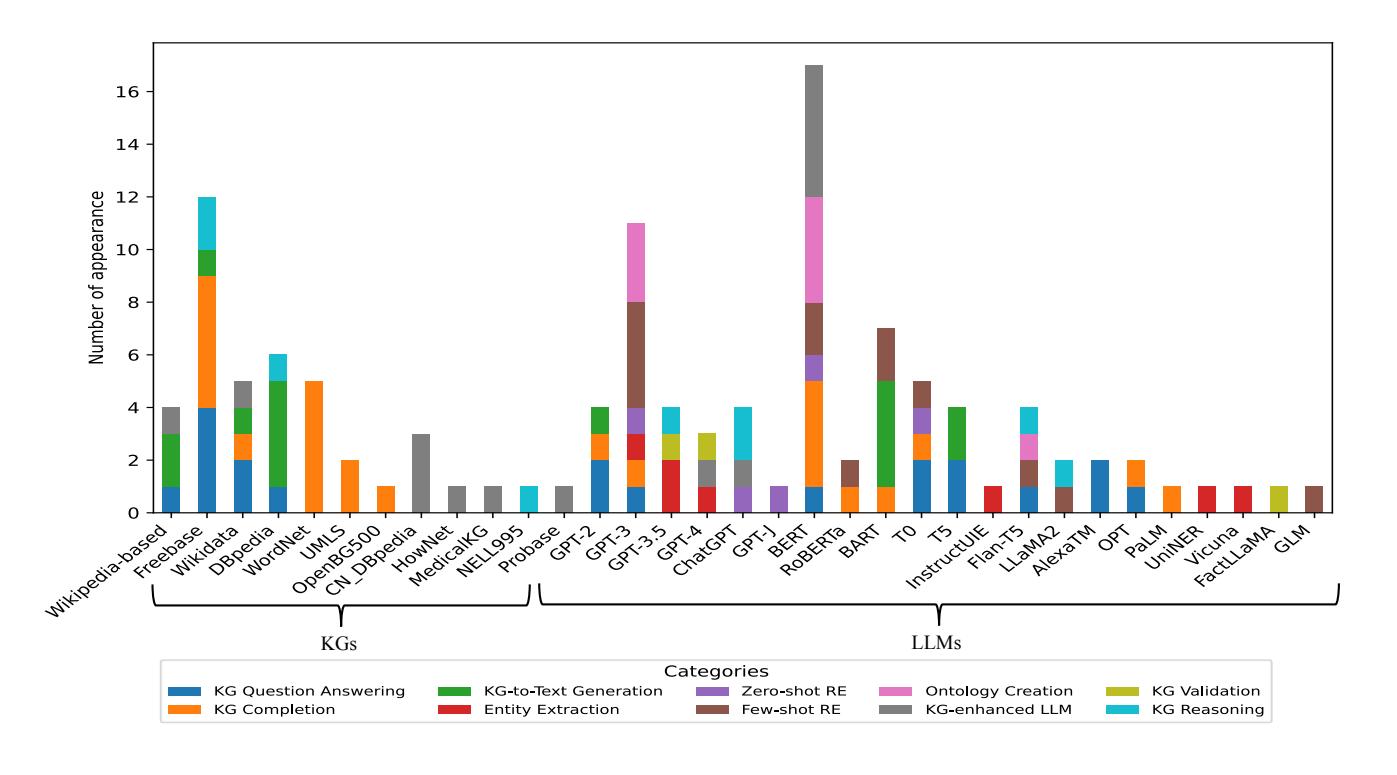 Number of appearance
16
14
12
10
8
6
4
2
0
Wikipedia-based
Freebase
Wikidata
DBpedia
WordNet
UMLS
OpenBG500
CN_DBpedia
HowNet
MedicalKG
NELL995
Probase
GPT-2
GPT-3
GPT-3.5
GPT-4
ChatGPT
GPT-J
BERT
RoBERTa
BART
T0
T5
InstructUIE
Flan-T5
LLaMA2
AlexaTM
OPT
PaLM
UniNER
Vicuna
FactLLaMA
GLM
KGs
LLMs
Categories
KG Question Answering
KG Completion
KG-to-Text Generation
Entity Extraction
Zero-shot RE
Few-shot RE
Ontology Creation
KG-enhanced LLM
KG Validation
KG Reasoning